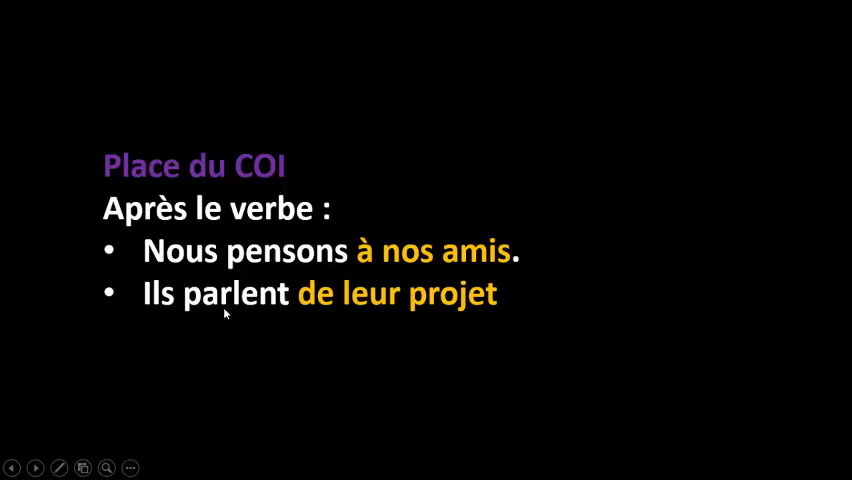 Place du COI
Après le verbe :
• Nous pensons à nos amis.
• Ils parlent de leur projet